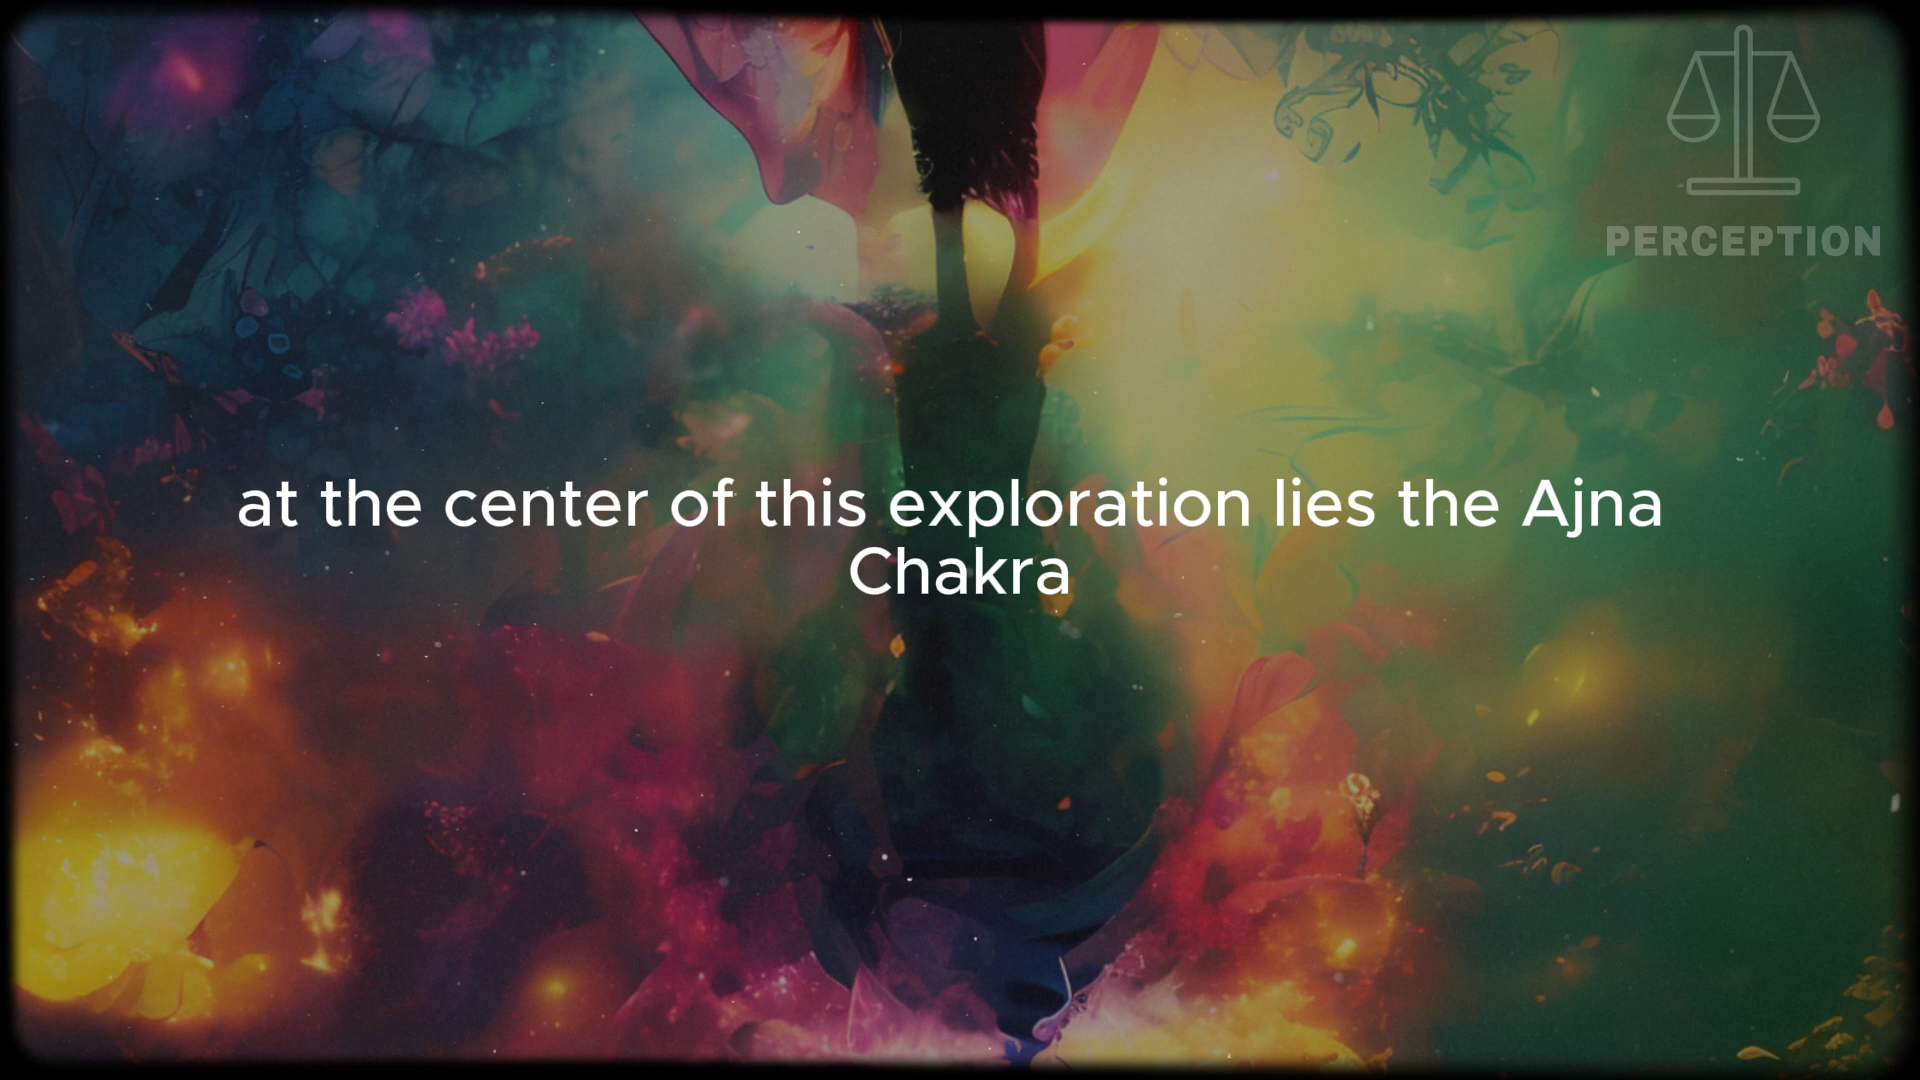 PERCEPTION
at the center of this exploration lies the Ajna
Chakra